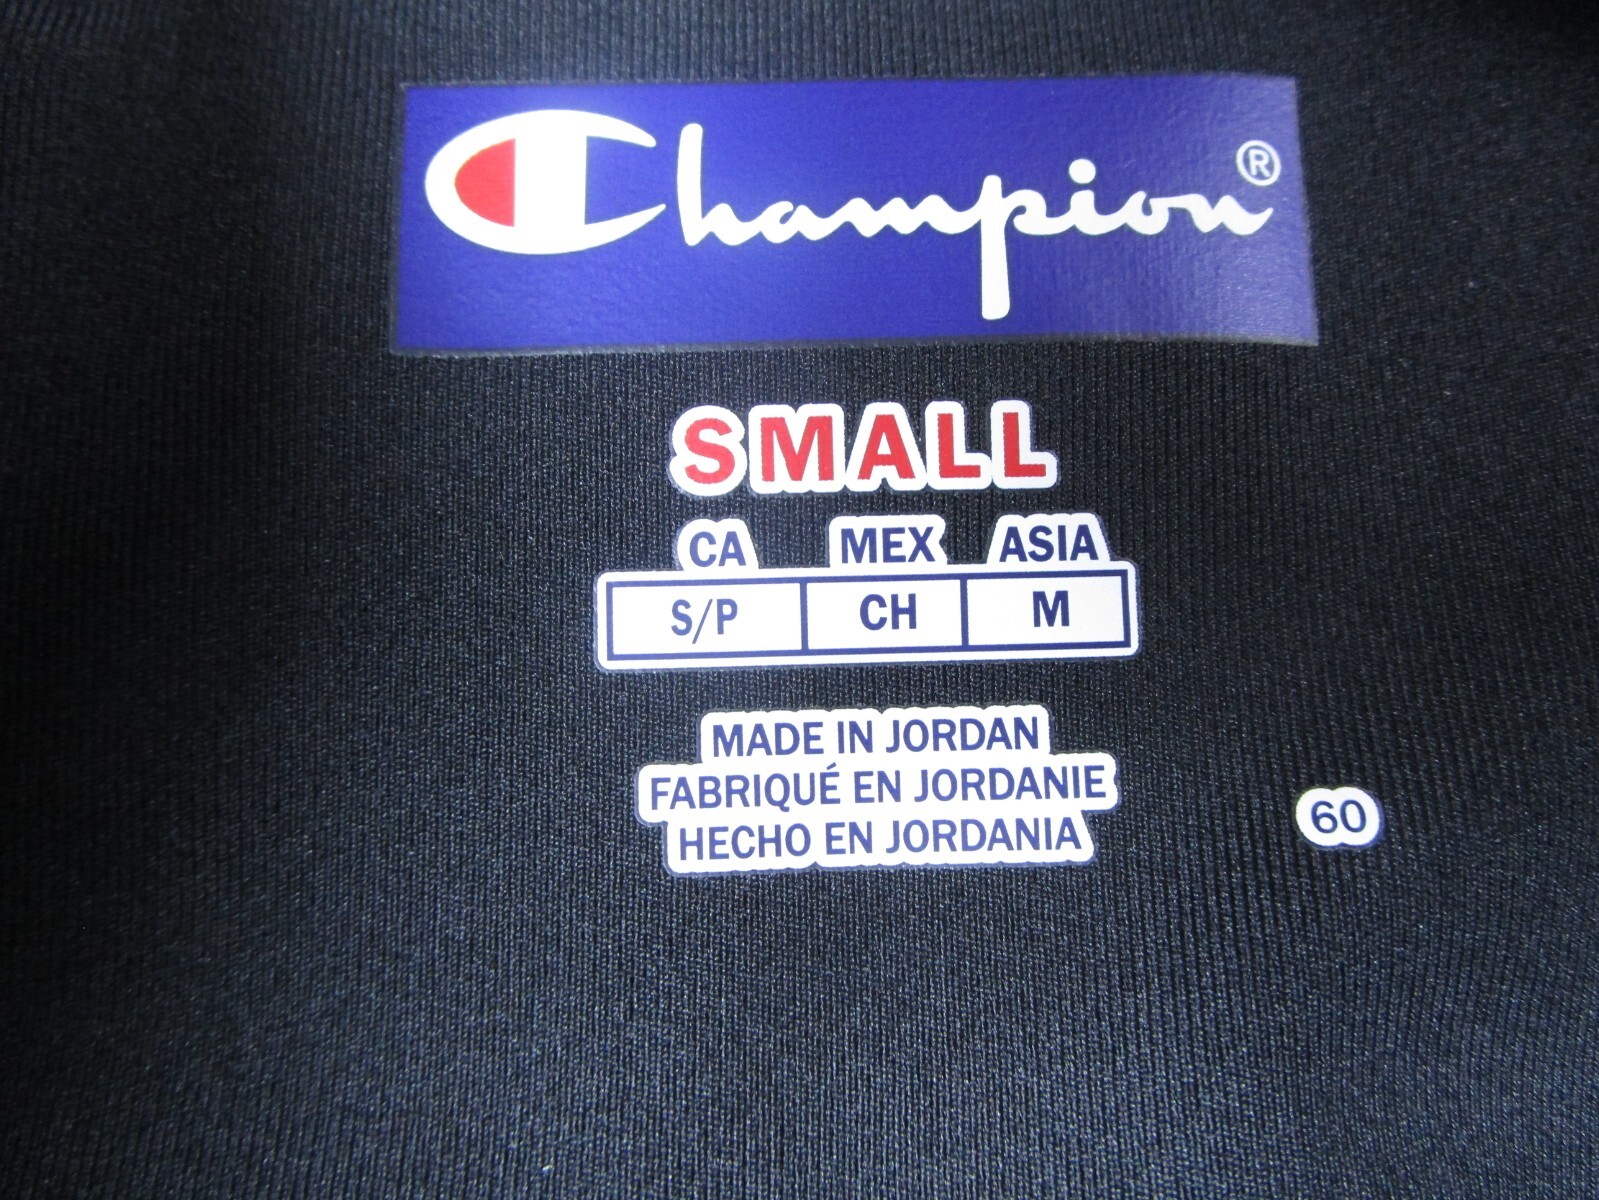 Champion®
SMALL
CA MEX ASIA
S/P CH M
MADE IN JORDAN
FABRIQUÉ EN JORDANIE
HECHO EN JORDANIA
60